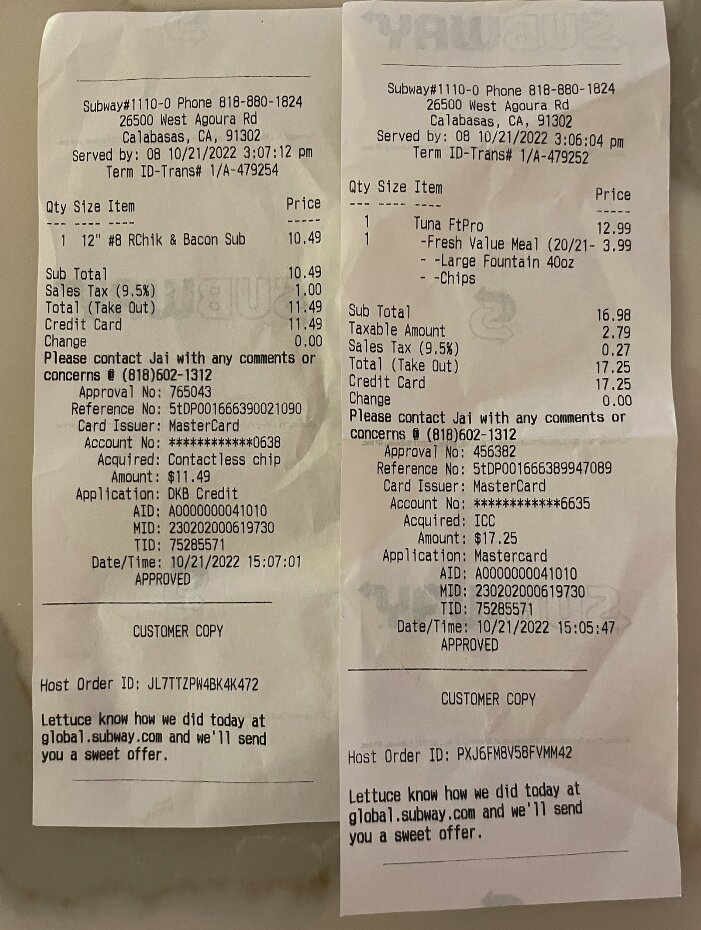 Subway#1110-0 Phone 818-880-1824
26500 West Agoura Rd
Calabasas, CA, 91302
Served by: 08 10/21/2022 3:07:12 pm
Term ID-Trans# 1/A-479254
Qty Size Item Price
--- ---- ---- -----
1 12" #8 RChik & Bacon Sub 10.49
Sub Total 10.49
Sales Tax (9.5%) 1.00
Total (Take Out) 11.49
Credit Card 11.49
Change 0.00
Please contact Jai with any comments or
concerns @ (818)602-1312
Approval No: 765043
Reference No: 5tDP001666390021090
Card Issuer: MasterCard
Account No: ************0638
Acquired: Contactless chip
Amount: $11.49
Application: DKB Credit
AID: A0000000041010
MID: 230202000619730
TID: 75285571
Date/Time: 10/21/2022 15:07:01
APPROVED
CUSTOMER COPY
Host Order ID: JL7TTZPW4BK4K472
Lettuce know how we did today at
global.subway.com and we'll send
you a sweet offer.
SUBWAY
Subway#1110-0 Phone 818-880-1824
26500 West Agoura Rd
Calabasas, CA, 91302
Served by: 08 10/21/2022 3:06:04 pm
Term ID-Trans# 1/A-479252
Qty Size Item Price
--- ---- ---- -----
1 Tuna FtPro 12.99
1 -Fresh Value Meal (20/21- 3.99
- -Large Fountain 40oz
- -Chips
Sub Total 16.98
Taxable Amount 2.79
Sales Tax (9.5%) 0.27
Total (Take Out) 17.25
Credit Card 17.25
Change 0.00
Please contact Jai with any comments or
concerns @ (818)602-1312
Approval No: 456382
Reference No: 5tDP001666389947089
Card Issuer: MasterCard
Account No: ************6635
Acquired: ICC
Amount: $17.25
Application: Mastercard
AID: A0000000041010
MID: 230202000619730
TID: 75285571
Date/Time: 10/21/2022 15:05:47
APPROVED
CUSTOMER COPY
Host Order ID: PXJ6FM8V58FVMM42
Lettuce know how we did today at
global.subway.com and we'll send
you a sweet offer.